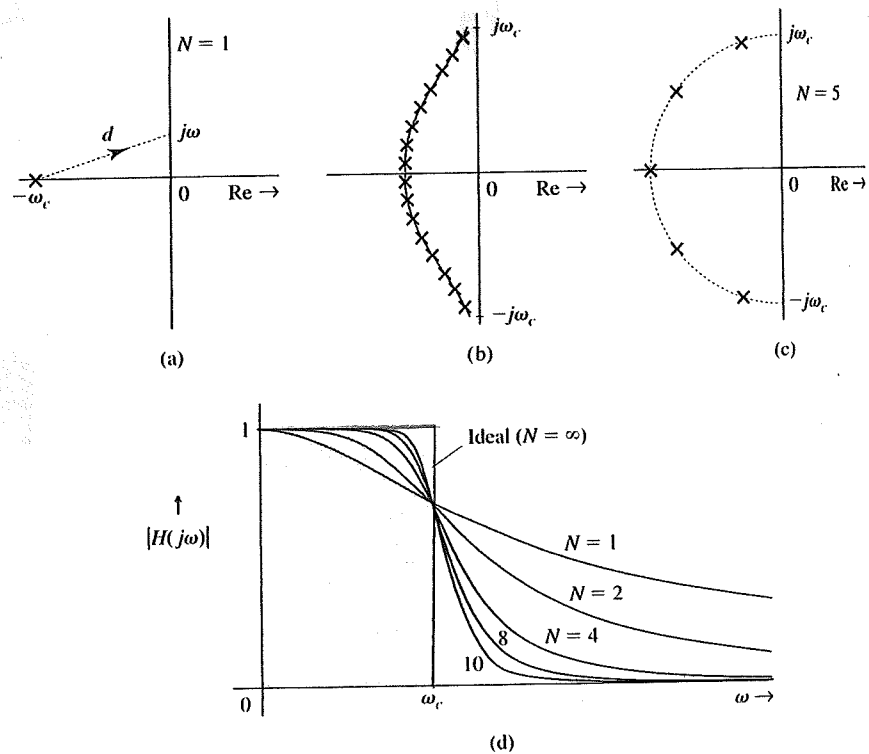 N = 1
d
jω
−ω_c
0
Re →
(a)
jω_c
0
Re →
−jω_c
(b)
jω_c
N = 5
0
Re →
−jω_c
(c)
1
Ideal (N = ∞)
↑
|H(jω)|
N = 1
N = 2
N = 4
8
10
0
ω_c
ω →
(d)